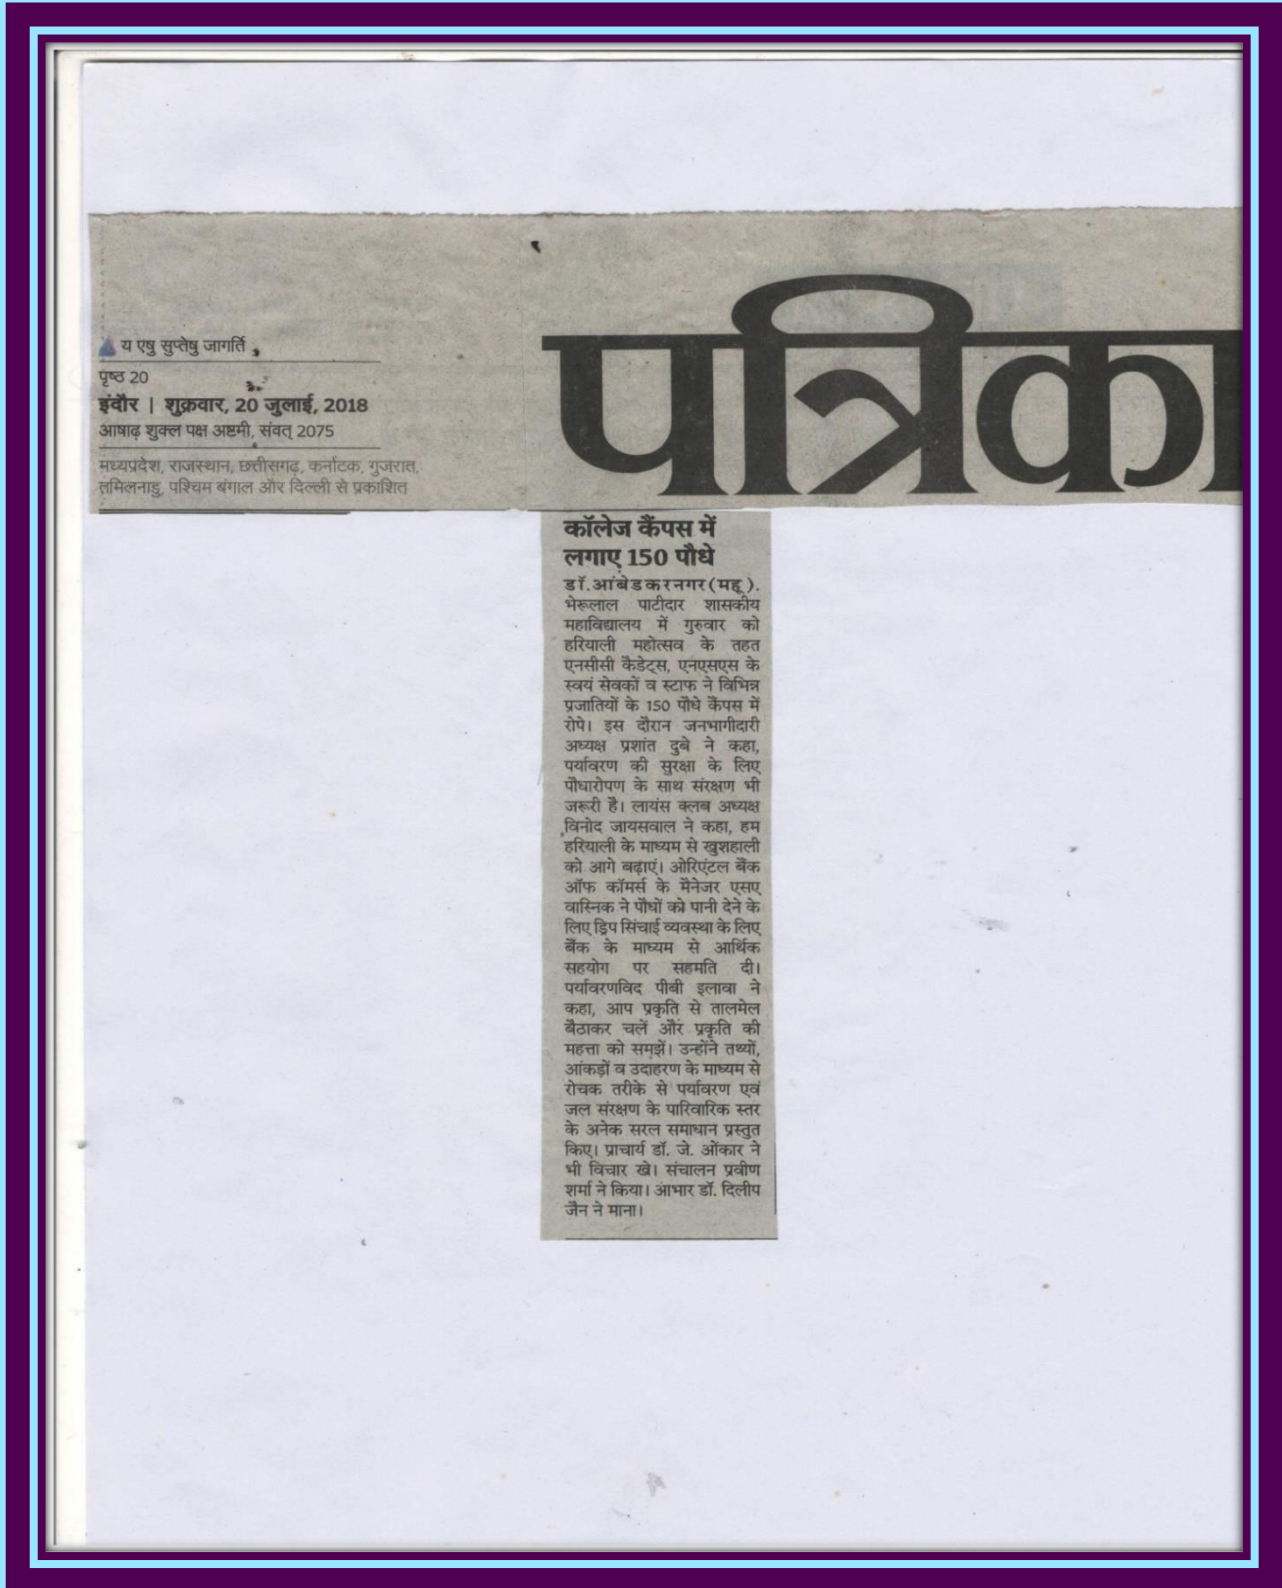 य एषु सुप्तेषु जागर्ति
पृष्ठ 20
इंदौर | शुक्रवार, 20 जुलाई, 2018
आषाढ़ शुक्ल पक्ष अष्टमी, संवत् 2075
मध्यप्रदेश, राजस्थान, छत्तीसगढ़, कर्नाटक, गुजरात,
तमिलनाडु, पश्चिम बंगाल और दिल्ली से प्रकाशित
पत्रिका
कॉलेज कैंपस में
लगाए 150 पौधे
डॉ.आंबेडकरनगर(महू).
भेरूलाल पाटीदार शासकीय
महाविद्यालय में गुरुवार को
हरियाली महोत्सव के तहत
एनसीसी कैडेट्स, एनएसएस के
स्वयं सेवकों व स्टाफ ने विभिन्न
प्रजातियों के 150 पौधे कैंपस में
रोपे। इस दौरान जनभागीदारी
अध्यक्ष प्रशांत दुबे ने कहा,
पर्यावरण की सुरक्षा के लिए
पौधारोपण के साथ संरक्षण भी
जरूरी है। लायंस क्लब अध्यक्ष
विनोद जायसवाल ने कहा, हम
हरियाली के माध्यम से खुशहाली
को आगे बढ़ाएं। ओरिएंटल बैंक
ऑफ कॉमर्स के मैनेजर एसए
वास्निक ने पौधों को पानी देने के
लिए ड्रिप सिंचाई व्यवस्था के लिए
बैंक के माध्यम से आर्थिक
सहयोग पर सहमति दी।
पर्यावरणविद पीबी इलावा ने
कहा, आप प्रकृति से तालमेल
बैठाकर चलें और प्रकृति की
महत्ता को समझें। उन्होंने तथ्यों,
आंकड़ों व उदाहरण के माध्यम से
रोचक तरीके से पर्यावरण एवं
जल संरक्षण के पारिवारिक स्तर
के अनेक सरल समाधान प्रस्तुत
किए। प्राचार्य डॉ. जे. ओंकार ने
भी विचार खे। संचालन प्रवीण
शर्मा ने किया। आभार डॉ. दिलीप
जैन ने माना।